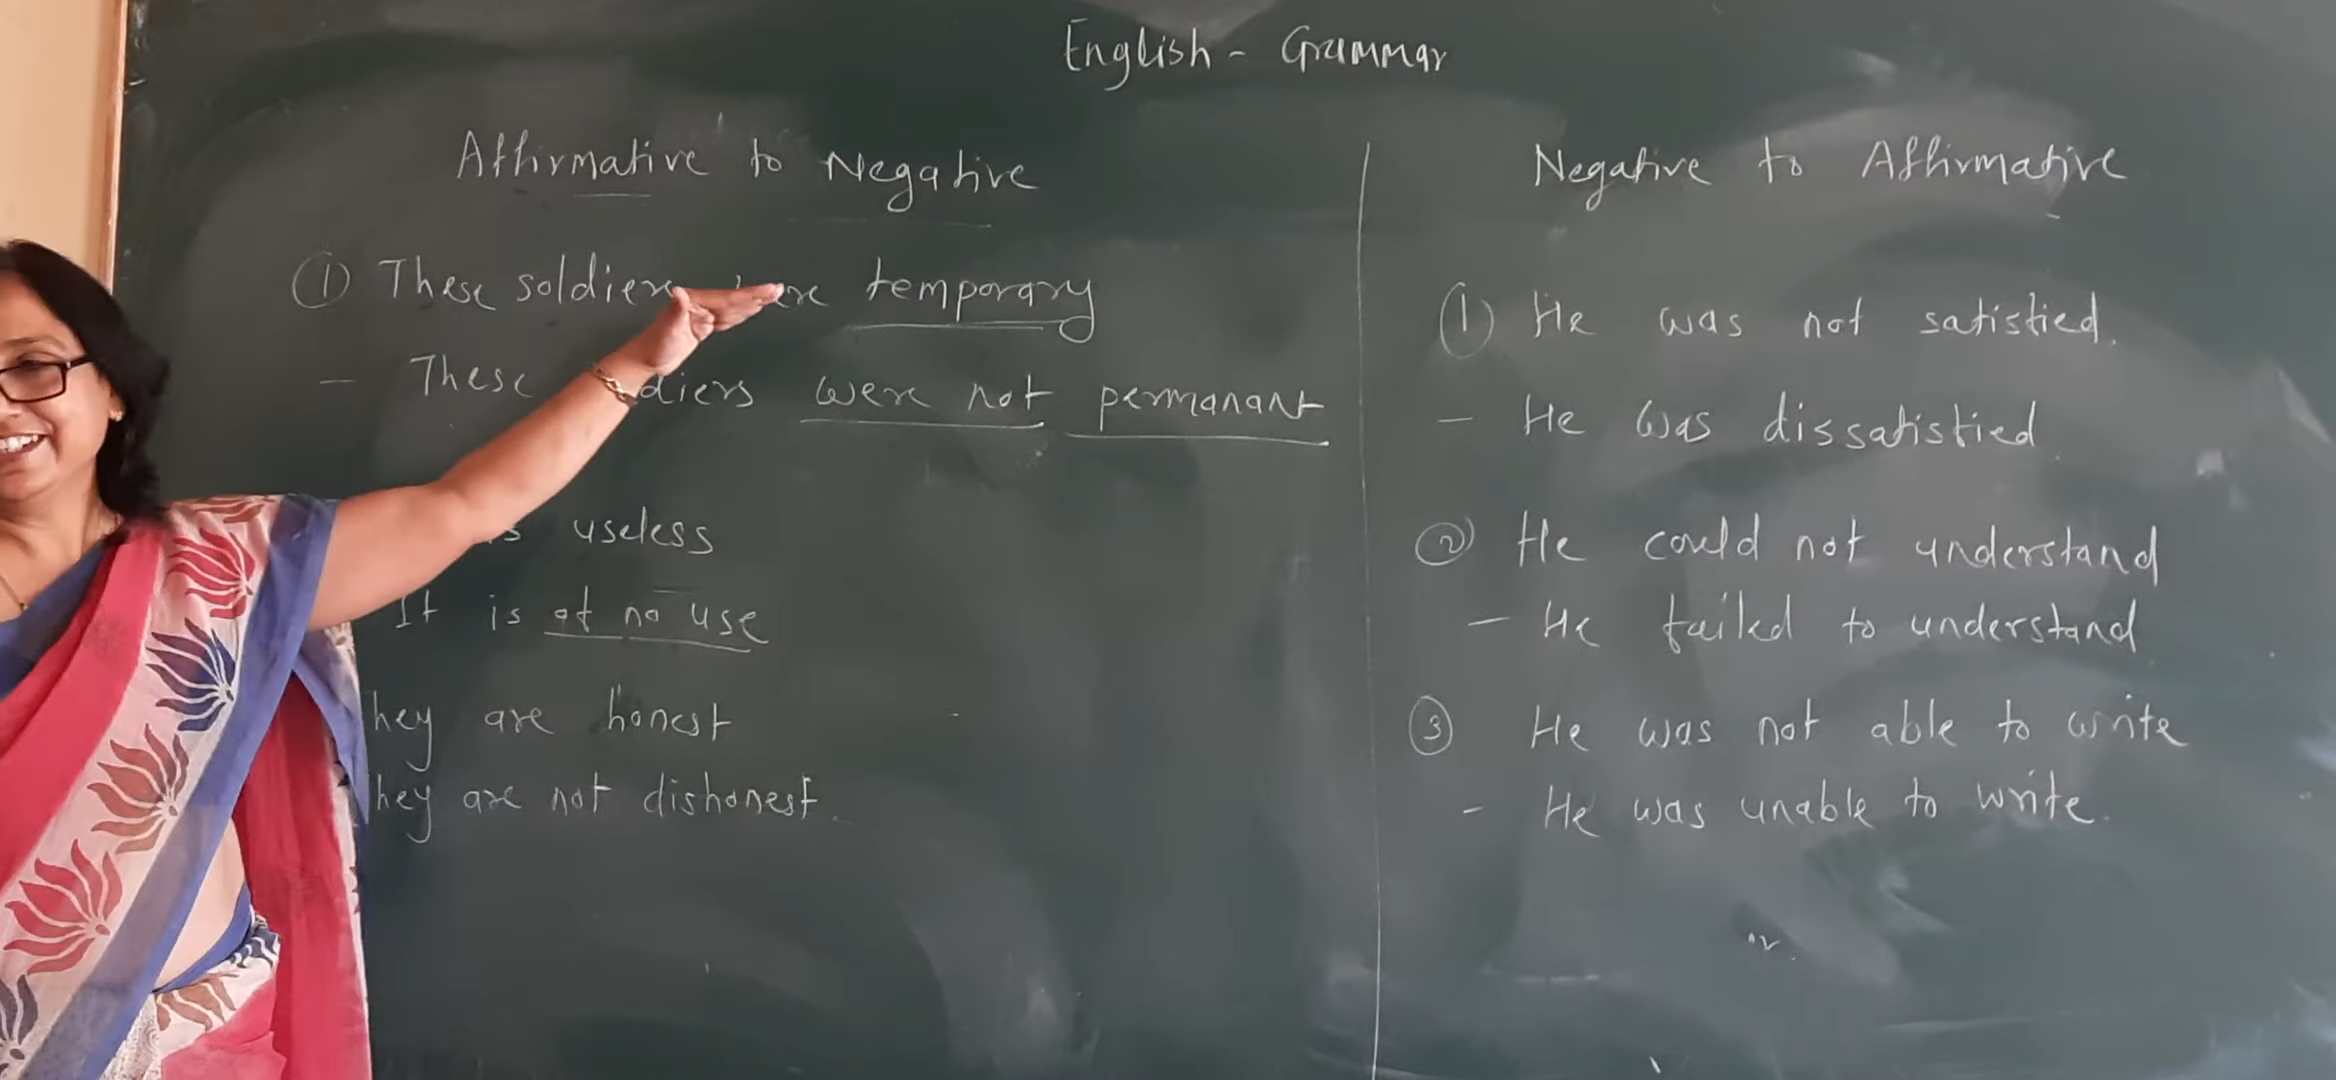 English - Grammar
Affirmative to Negative
① These soldiers were temporary
- These soldiers were not permanant
is useless
It is of no use
They are honest
They are not dishonest.
Negative to Affirmative
① He was not satisfied.
- He was dissatisfied.
② He could not understand
- He failed to understand
③ He was not able to write
- He was unable to write.